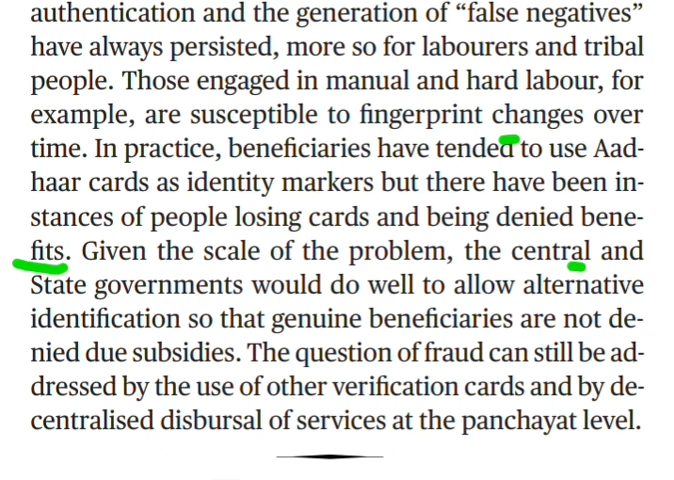 authentication and the generation of “false negatives”
have always persisted, more so for labourers and tribal
people. Those engaged in manual and hard labour, for
example, are susceptible to fingerprint changes over
time. In practice, beneficiaries have tended to use Aad-
haar cards as identity markers but there have been in-
stances of people losing cards and being denied bene-
fits. Given the scale of the problem, the central and
State governments would do well to allow alternative
identification so that genuine beneficiaries are not de-
nied due subsidies. The question of fraud can still be ad-
dressed by the use of other verification cards and by de-
centralised disbursal of services at the panchayat level.